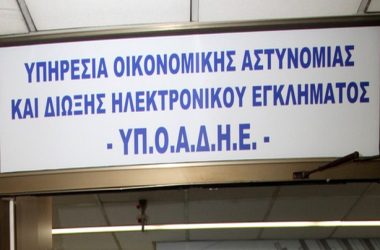 ΥΠΗΡΕΣΙΑ ΟΙΚΟΝΟΜΙΚΗΣ ΑΣΤΥΝΟΜΙΑΣ
ΚΑΙ ΔΙΩΞΗΣ ΗΛΕΚΤΡΟΝΙΚΟΥ ΕΓΚΛΗΜΑΤΟΣ
- ΥΠ.Ο.Α.Δ.Η.Ε. -